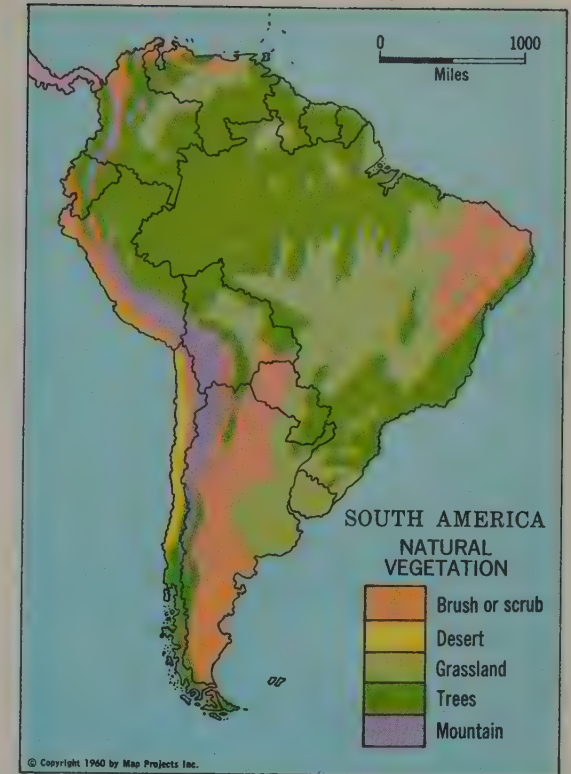 0 1000
Miles
SOUTH AMERICA
NATURAL
VEGETATION
Brush or scrub
Desert
Grassland
Trees
Mountain
© Copyright 1960 by Map Projects Inc.